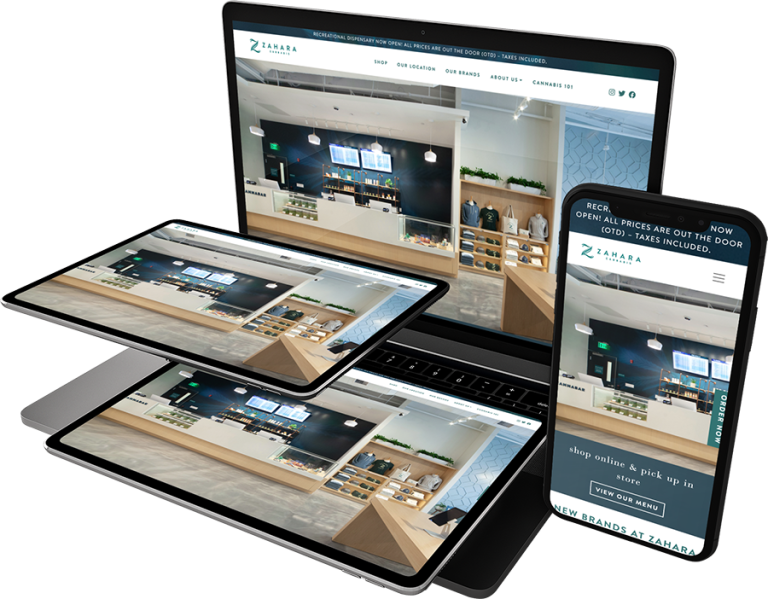 RECREATIONAL DISPENSARY NOW OPEN! ALL PRICES ARE OUT THE DOOR (OTD) – TAXES INCLUDED.
ZAHARA
CANNABIS
SHOP
OUR LOCATION
OUR BRANDS
ABOUT US
CANNABIS 101
ZAHARA
NOW
OPEN! ALL PRICES ARE OUT THE DOOR
(OTD) – TAXES INCLUDED.
ZAHARA
CANNABIS
ORDER NOW
shop online & pick up in
store
VIEW OUR MENU
NEW BRANDS AT ZAHARA